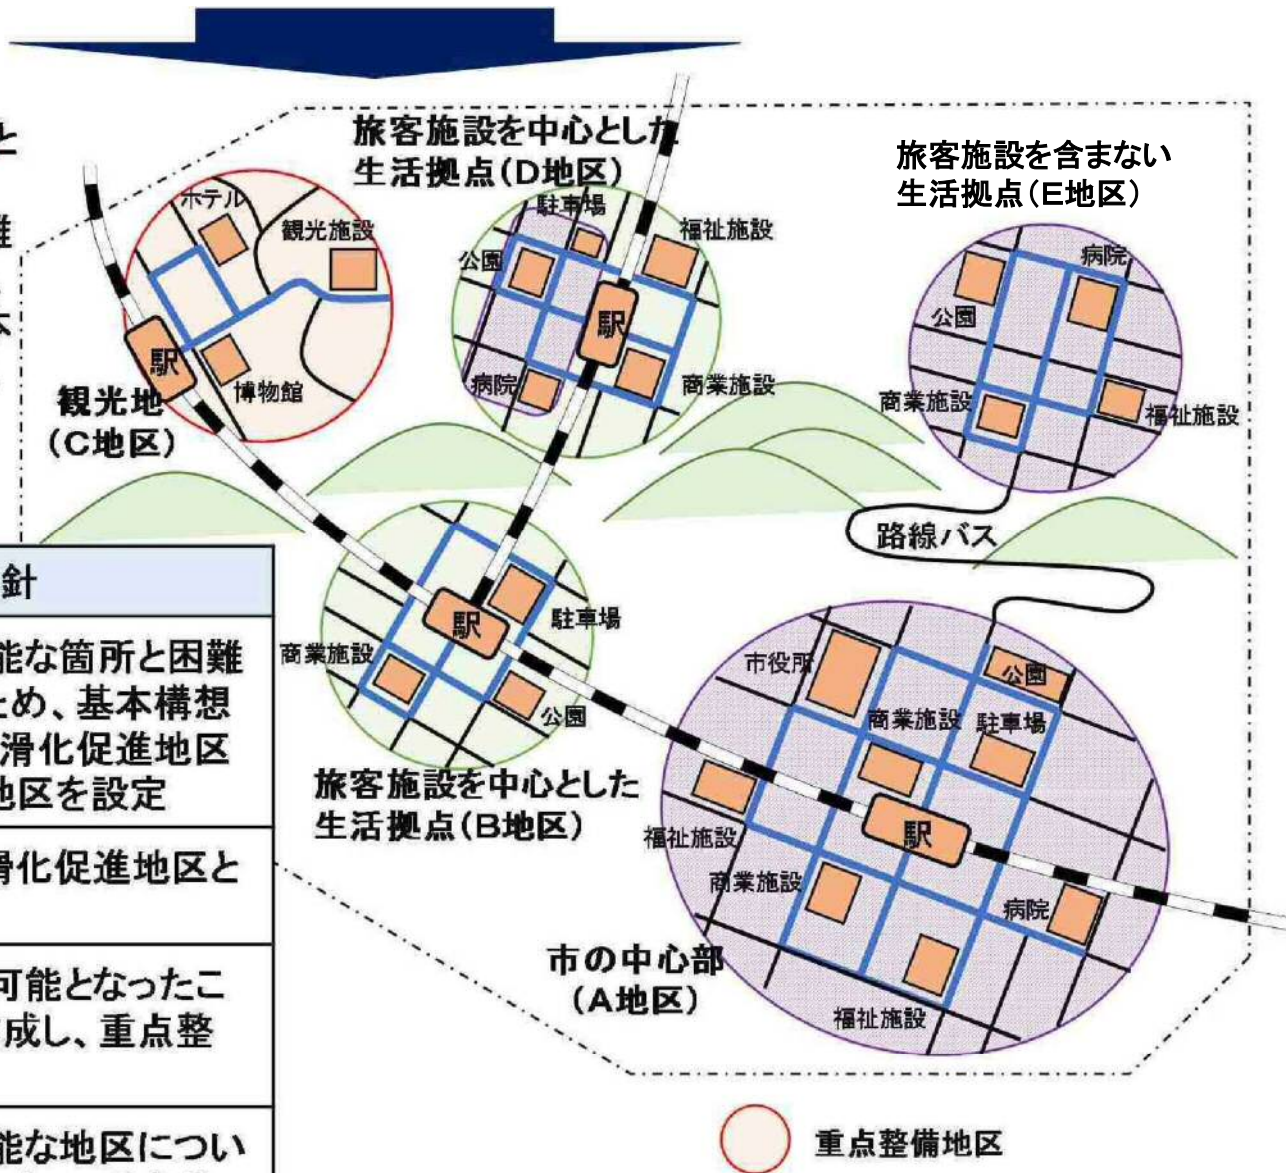 旅客施設を中心とした
生活拠点(D地区)
旅客施設を含まない
生活拠点(E地区)
と
難
ホテル
観光施設
駅
博物館
観光地
(C地区)
駐車場
福祉施設
公園
駅
病院
商業施設
病院
公園
商業施設
福祉施設
路線バス
駅
駐車場
商業施設
公園
旅客施設を中心とした
生活拠点(B地区)
市役所
公園
商業施設
駐車場
福祉施設
駅
商業施設
病院
福祉施設
市の中心部
(A地区)
針
能な箇所と困難
ため、基本構想
滑化促進地区
地区を設定
滑化促進地区と
可能となったこ
成し、重点整
能な地区につい
重点整備地区